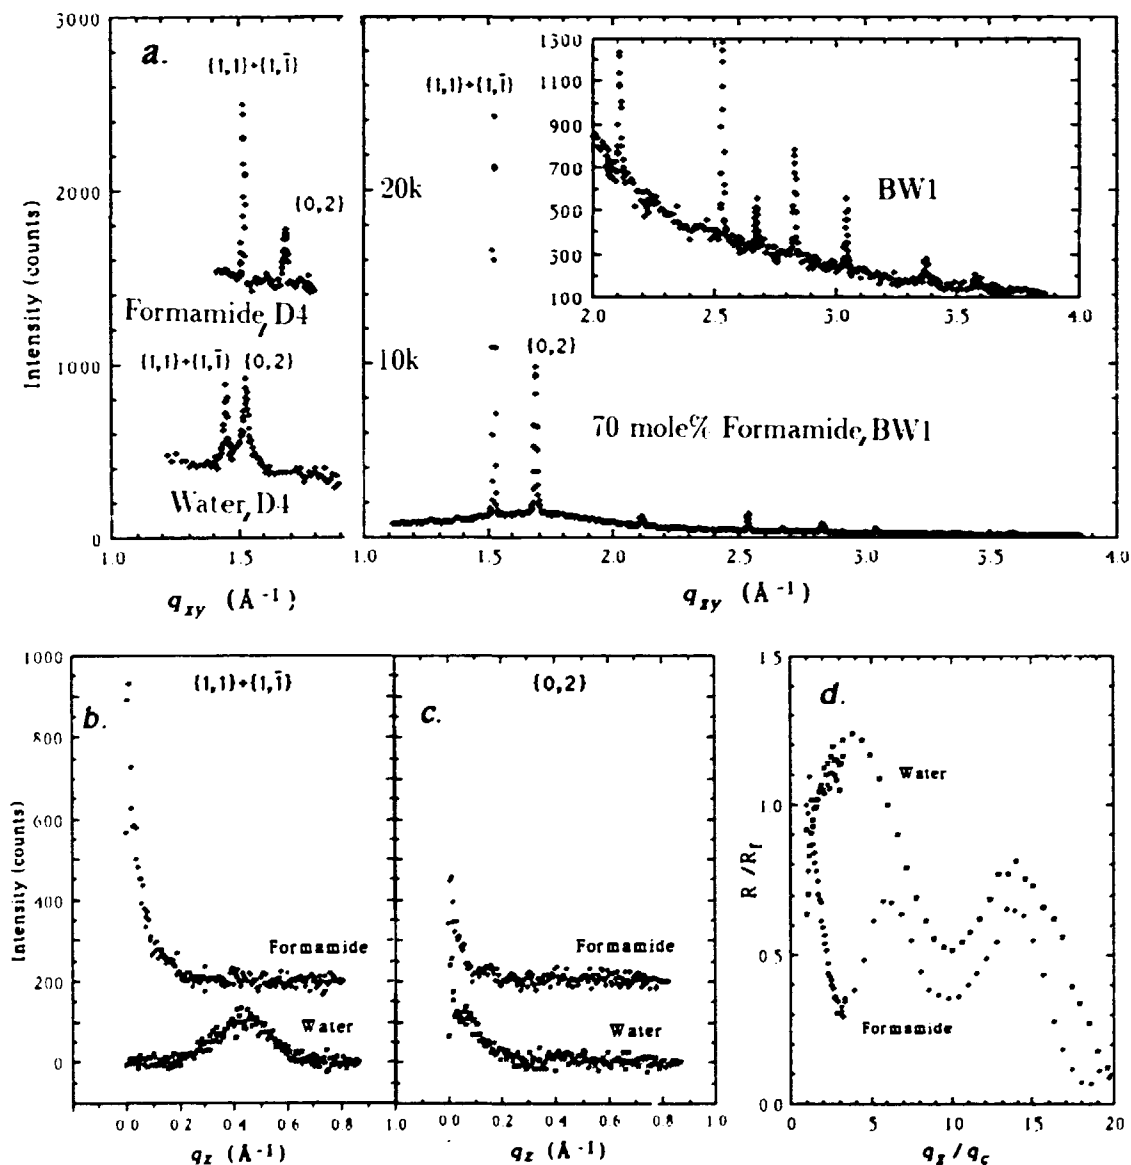 3000
a.
{1,1}+{1,1̄}
2000
{0,2}
Formamide, D4
{1,1}+{1,1̄} {0,2}
1000
Water, D4
0
Intensity (counts)
1.0 1.5 1.0
q_xy (Å⁻¹)
{1,1}+{1,1̄}
20k
10k
{0,2}
70 mole% Formamide, BW1
1.0 1.5 2.0 2.5 3.0 3.5 4.0
q_xy (Å⁻¹)
1300
1100
900
700
500
300
100
BW1
2.0 2.5 3.0 3.5 4.0
1000
800
600
400
200
0
Intensity (counts)
b.
{1,1}+{1,1̄}
Formamide
Water
0.0 0.2 0.4 0.6 0.8 1.0
q_z (Å⁻¹)
c.
{0,2}
Formamide
Water
0.0 0.2 0.4 0.6 0.8 1.0
q_z (Å⁻¹)
1.5
1.0
0.5
0.0
R/R_f
d.
Water
Formamide
0 5 10 15 20
q_z/q_c